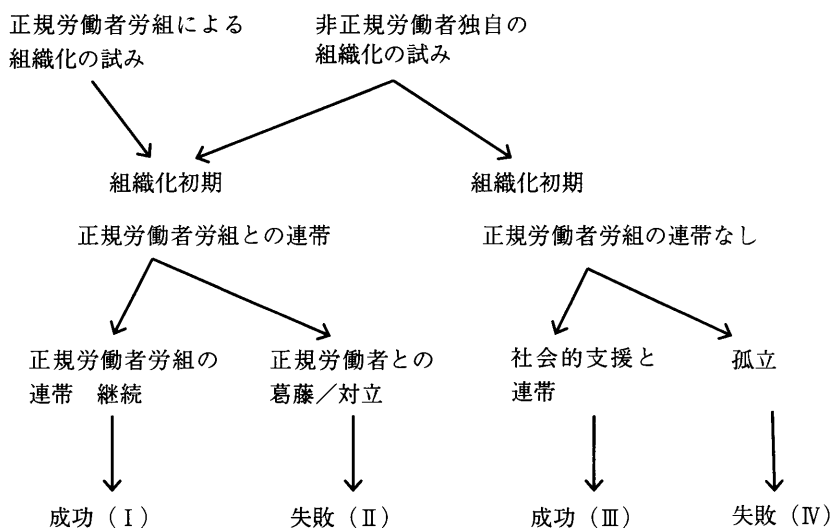 正規労働者労組による
組織化の試み
非正規労働者独自の
組織化の試み
組織化初期
組織化初期
正規労働者労組との連帯
正規労働者労組の連帯なし
正規労働者労組の
連帯 継続
正規労働者との
葛藤/対立
社会的支援と
連帯
孤立
成功(Ⅰ)
失敗(Ⅱ)
成功(Ⅲ)
失敗(Ⅳ)